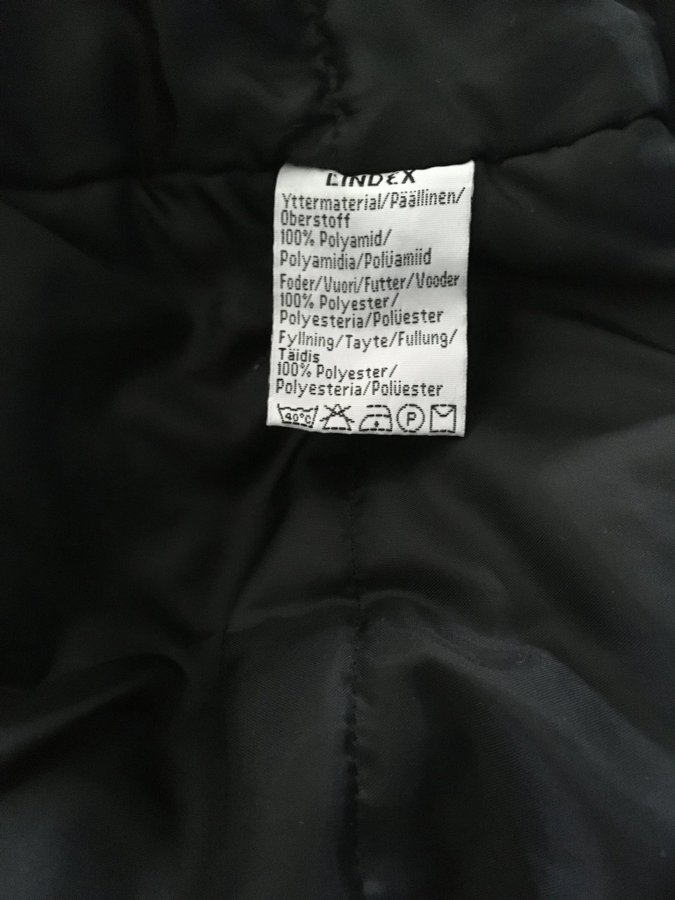 LINDEX
Yttermaterial/Päällinen/
Oberstoff
100% Polyamid/
Polyamidia/Polüamiid
Foder/Vuori/Futter/Vooder
100% Polyester/
Polyesteria/Polüester
Fyllning/Tayte/Fullung/
Täidis
100% Polyester/
Polyesteria/Polüester
40°C P